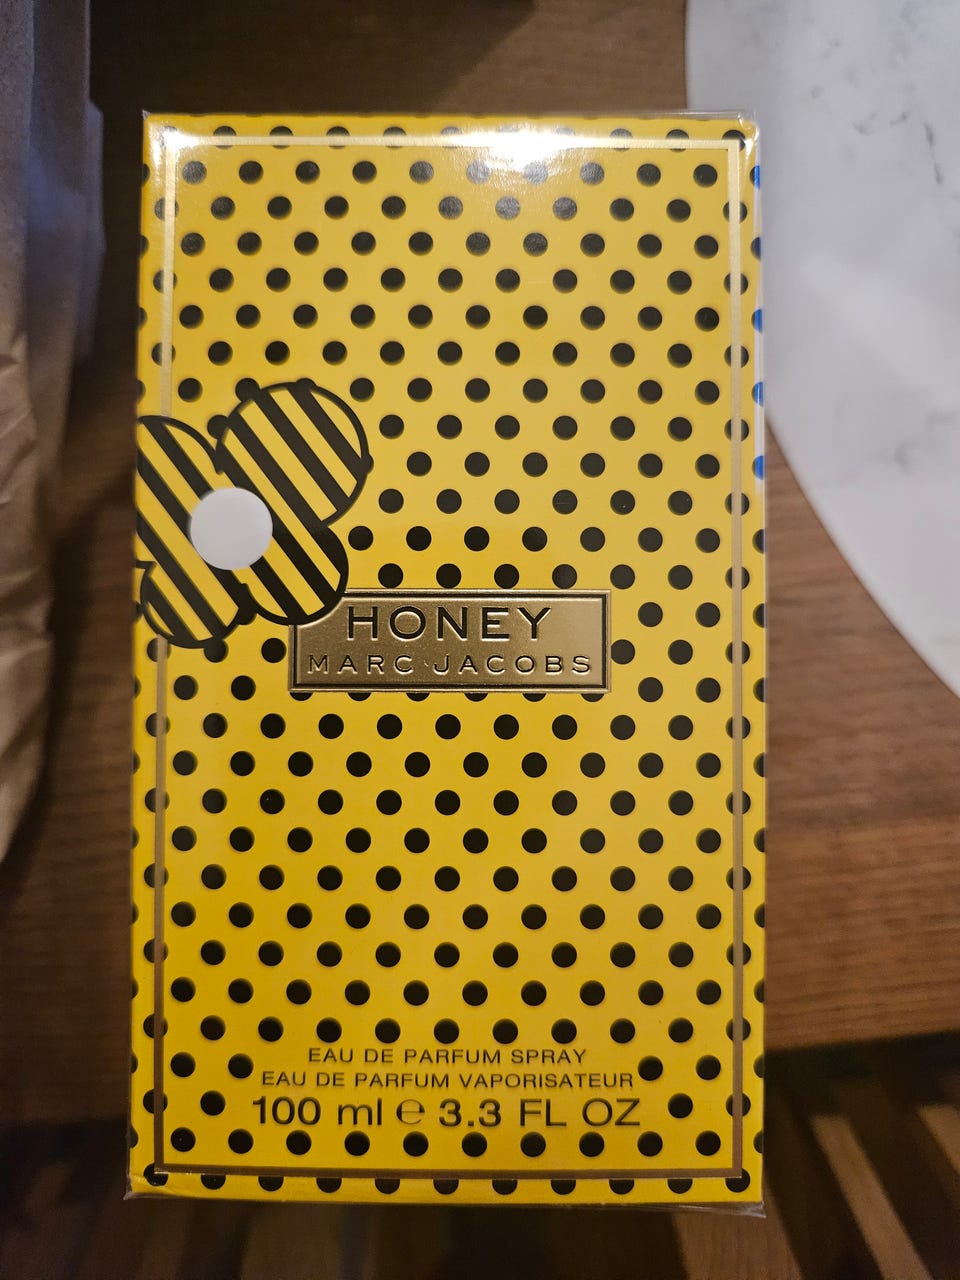 HONEY
MARC JACOBS
EAU DE PARFUM SPRAY
EAU DE PARFUM VAPORISATEUR
100 ml ℮ 3.3 FL OZ